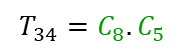 T₃₄ = C₈. C₅